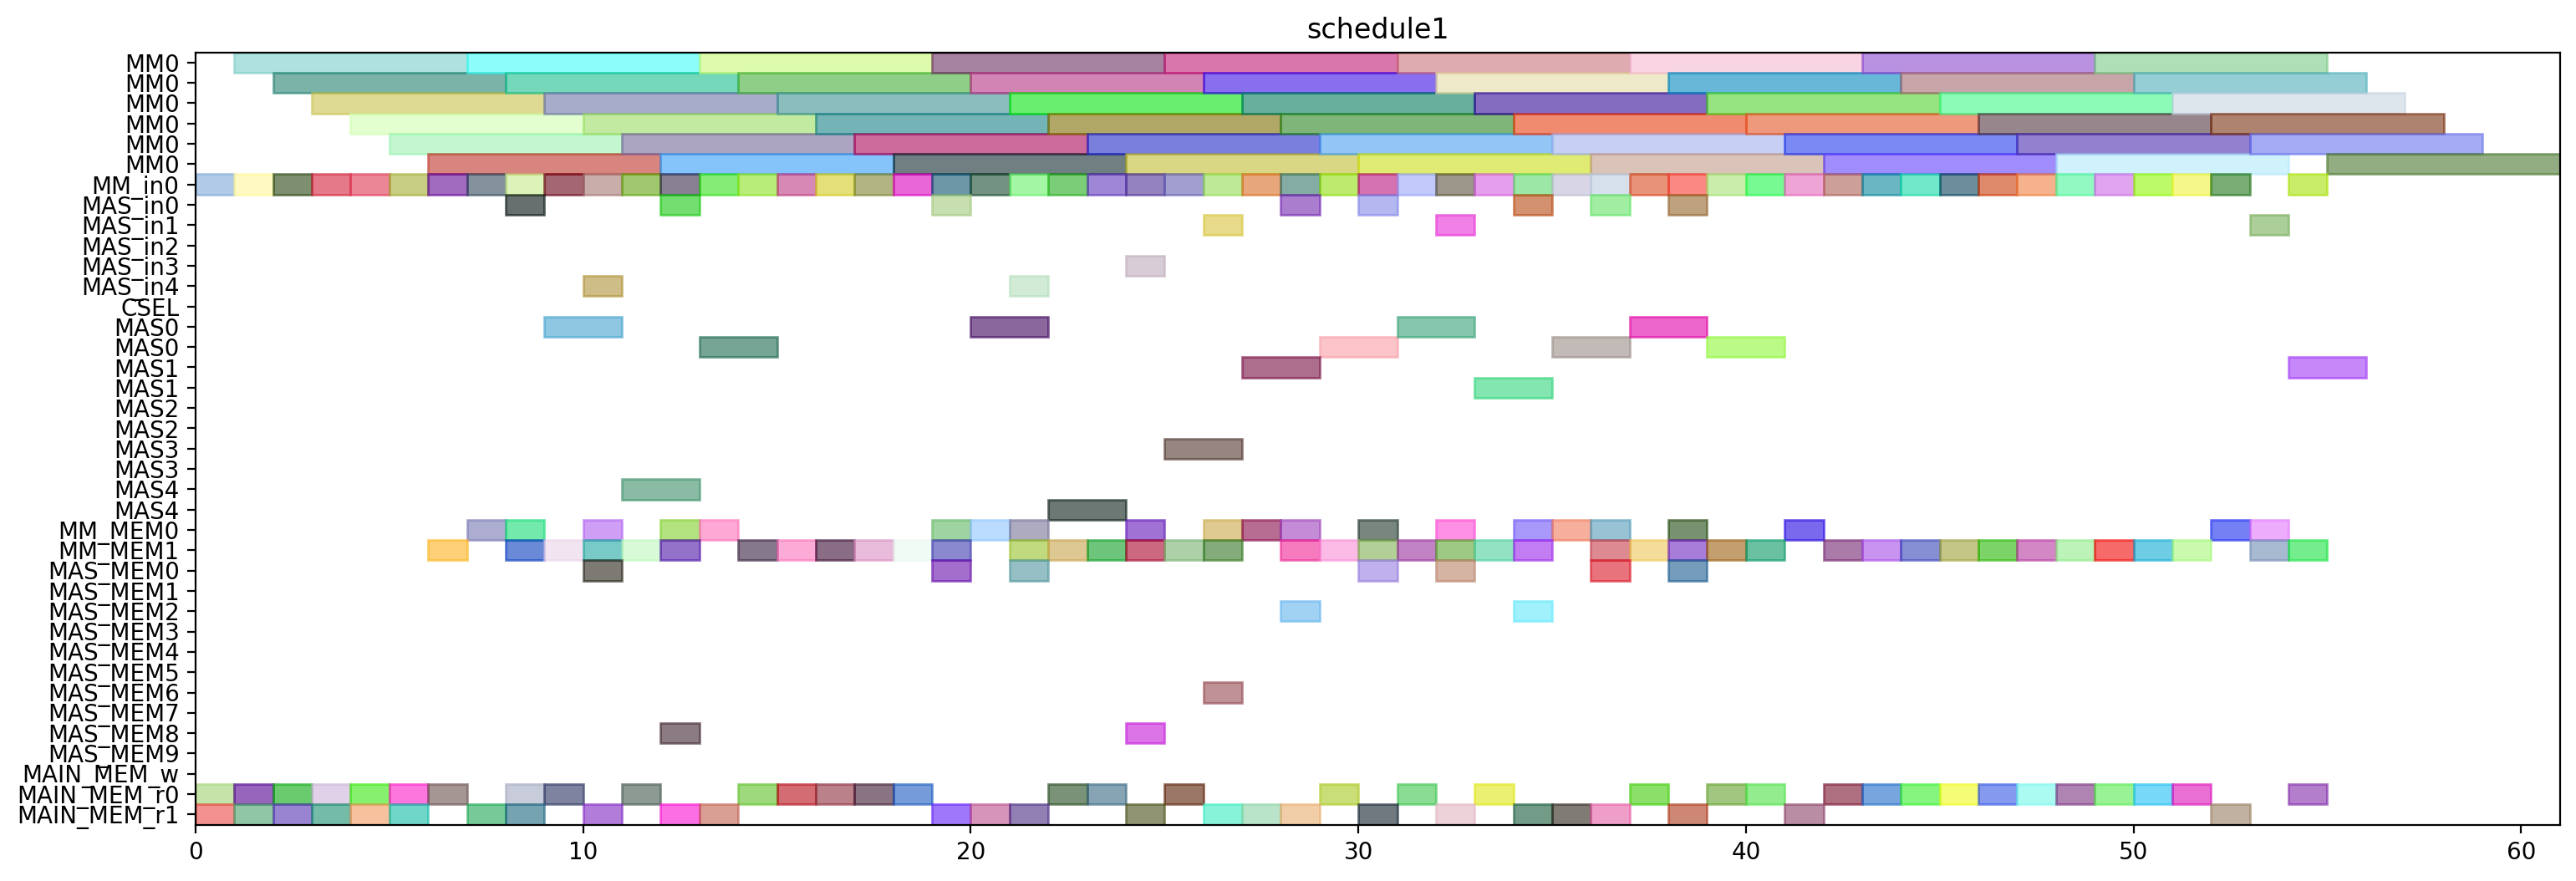 schedule1
MM0
MM0
MM0
MM0
MM0
MM0
MM_in0
MAS_in0
MAS_in1
MAS_in2
MAS_in3
MAS_in4
CSEL
MAS0
MAS0
MAS1
MAS1
MAS2
MAS2
MAS3
MAS3
MAS4
MAS4
MM_MEM0
MM_MEM1
MAS_MEM0
MAS_MEM1
MAS_MEM2
MAS_MEM3
MAS_MEM4
MAS_MEM5
MAS_MEM6
MAS_MEM7
MAS_MEM8
MAS_MEM9
MAIN_MEM_w
MAIN_MEM_r0
MAIN_MEM_r1
0 10 20 30 40 50 60